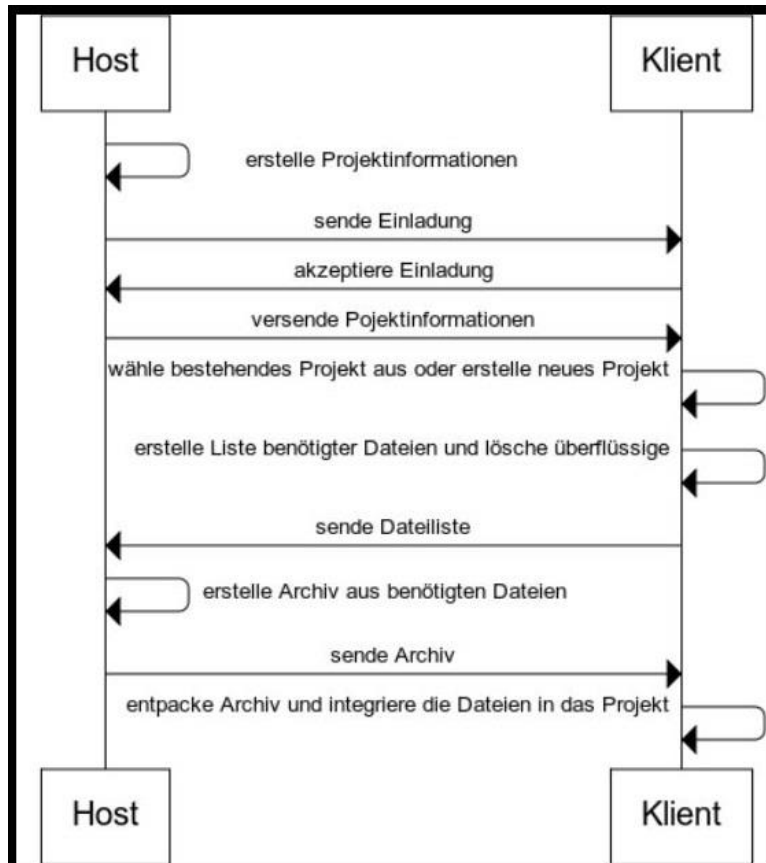 Host
Klient
erstelle Projektinformationen
sende Einladung
akzeptiere Einladung
versende Pojektinformationen
wähle bestehendes Projekt aus oder erstelle neues Projekt
erstelle Liste benötigter Dateien und lösche überflüssige
sende Dateiliste
erstelle Archiv aus benötigten Dateien
sende Archiv
entpacke Archiv und integriere die Dateien in das Projekt
Host
Klient